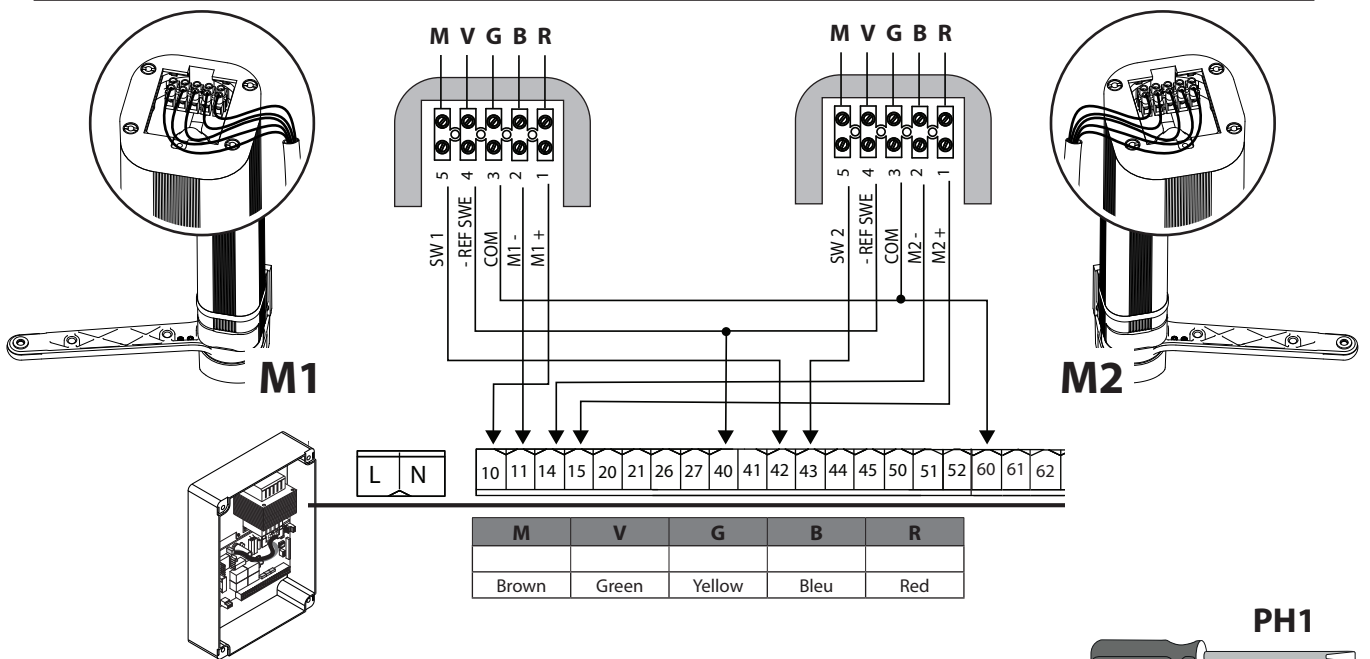 M V G B R
M V G B R
5 4 3 2 1
5 4 3 2 1
SW 1
- REF SWE
COM
M1 -
M1 +
SW 2
- REF SWE
COM
M2 -
M2 +
M1
M2
L N
10 11 14 15 20 21 26 27 40 41 42 43 44 45 50 51 52 60 61 62
M V G B R
Brown Green Yellow Bleu Red
PH1